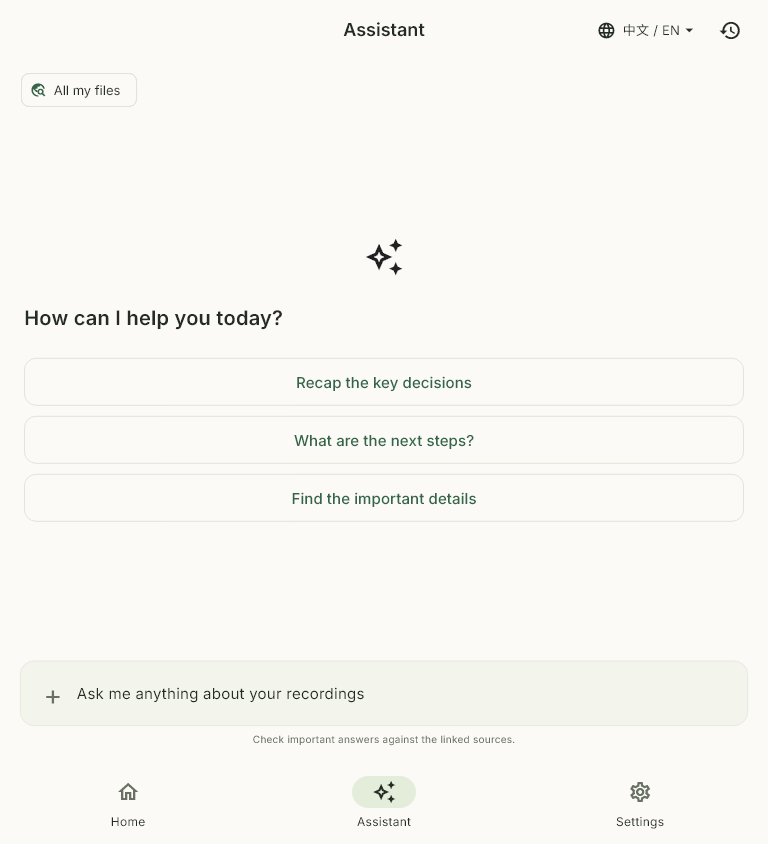 Assistant
中文 / EN
All my files
How can I help you today?
Recap the key decisions
What are the next steps?
Find the important details
Ask me anything about your recordings
Check important answers against the linked sources.
Home
Assistant
Settings